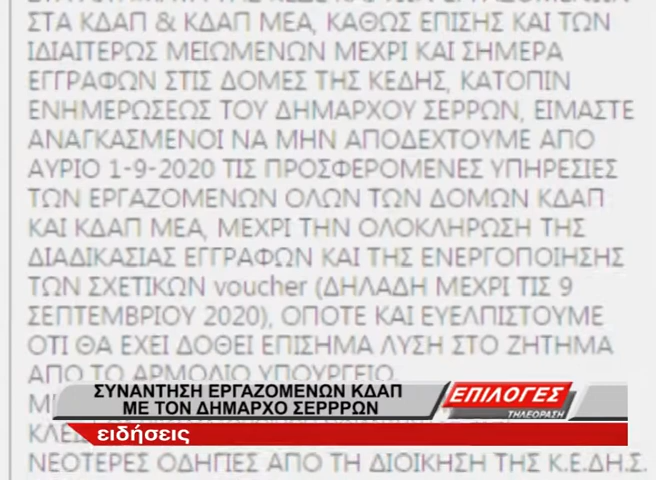 ΣΤΑ ΚΔΑΠ & ΚΔΑΠ ΜΕΑ, ΚΑΘΩΣ ΕΠΙΣΗΣ ΚΑΙ ΤΩΝ
ΙΔΙΑΙΤΕΡΩΣ ΜΕΙΩΜΕΝΩΝ ΜΕΧΡΙ ΚΑΙ ΣΗΜΕΡΑ
ΕΓΓΡΑΦΩΝ ΣΤΙΣ ΔΟΜΕΣ ΤΗΣ ΚΕΔΗΣ, ΚΑΤΟΠΙΝ
ΕΝΗΜΕΡΩΣΕΩΣ ΤΟΥ ΔΗΜΑΡΧΟΥ ΣΕΡΡΩΝ, ΕΙΜΑΣΤΕ
ΑΝΑΓΚΑΣΜΕΝΟΙ ΝΑ ΜΗΝ ΑΠΟΔΕΧΤΟΥΜΕ ΑΠΟ
ΑΥΡΙΟ 1-9-2020 ΤΙΣ ΠΡΟΣΦΕΡΟΜΕΝΕΣ ΥΠΗΡΕΣΙΕΣ
ΤΩΝ ΕΡΓΑΖΟΜΕΝΩΝ ΟΛΩΝ ΤΩΝ ΔΟΜΩΝ ΚΔΑΠ
ΚΑΙ ΚΔΑΠ ΜΕΑ, ΜΕΧΡΙ ΤΗΝ ΟΛΟΚΛΗΡΩΣΗ ΤΗΣ
ΔΙΑΔΙΚΑΣΙΑΣ ΕΓΓΡΑΦΩΝ ΚΑΙ ΤΗΣ ΕΝΕΡΓΟΠΟΙΗΣΗΣ
ΤΩΝ ΣΧΕΤΙΚΩΝ voucher (ΔΗΛΑΔΗ ΜΕΧΡΙ ΤΙΣ 9
ΣΕΠΤΕΜΒΡΙΟΥ 2020), ΟΠΟΤΕ ΚΑΙ ΕΥΕΛΠΙΣΤΟΥΜΕ
ΟΤΙ ΘΑ ΕΧΕΙ ΔΟΘΕΙ ΕΠΙΣΗΜΑ ΛΥΣΗ ΣΤΟ ΖΗΤΗΜΑ
ΑΠΟ ΤΟ ΑΡΜΟΔΙΟ ΥΠΟΥΡΓΕΙΟ.
ΣΥΝΑΝΤΗΣΗ ΕΡΓΑΖΟΜΕΝΩΝ ΚΔΑΠ
ΜΕ ΤΟΝ ΔΗΜΑΡΧΟ ΣΕΡΡΡΩΝ
ΕΠΙΛΟΓΕΣ
ΤΗΛΕΟΡΑΣΗ
ειδήσεις
ΝΕΟΤΕΡΕΣ ΟΔΗΓΙΕΣ ΑΠΟ ΤΗ ΔΙΟΙΚΗΣΗ ΤΗΣ Κ.Ε.ΔΗ.Σ.